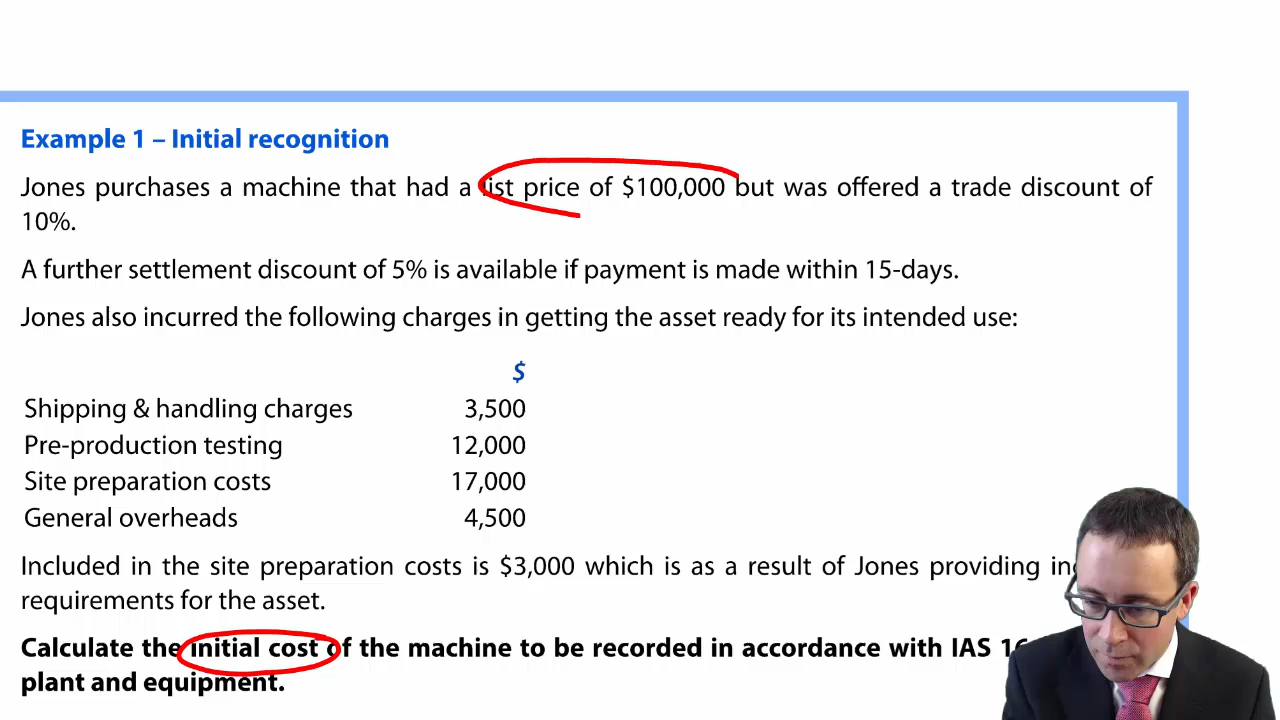 Example 1 – Initial recognition
Jones purchases a machine that had a list price of $100,000 but was offered a trade discount of
10%.
A further settlement discount of 5% is available if payment is made within 15-days.
Jones also incurred the following charges in getting the asset ready for its intended use:
$
Shipping & handling charges 3,500
Pre-production testing 12,000
Site preparation costs 17,000
General overheads 4,500
Included in the site preparation costs is $3,000 which is as a result of Jones providing
requirements for the asset.
Calculate the initial cost of the machine to be recorded in accordance with IAS
plant and equipment.